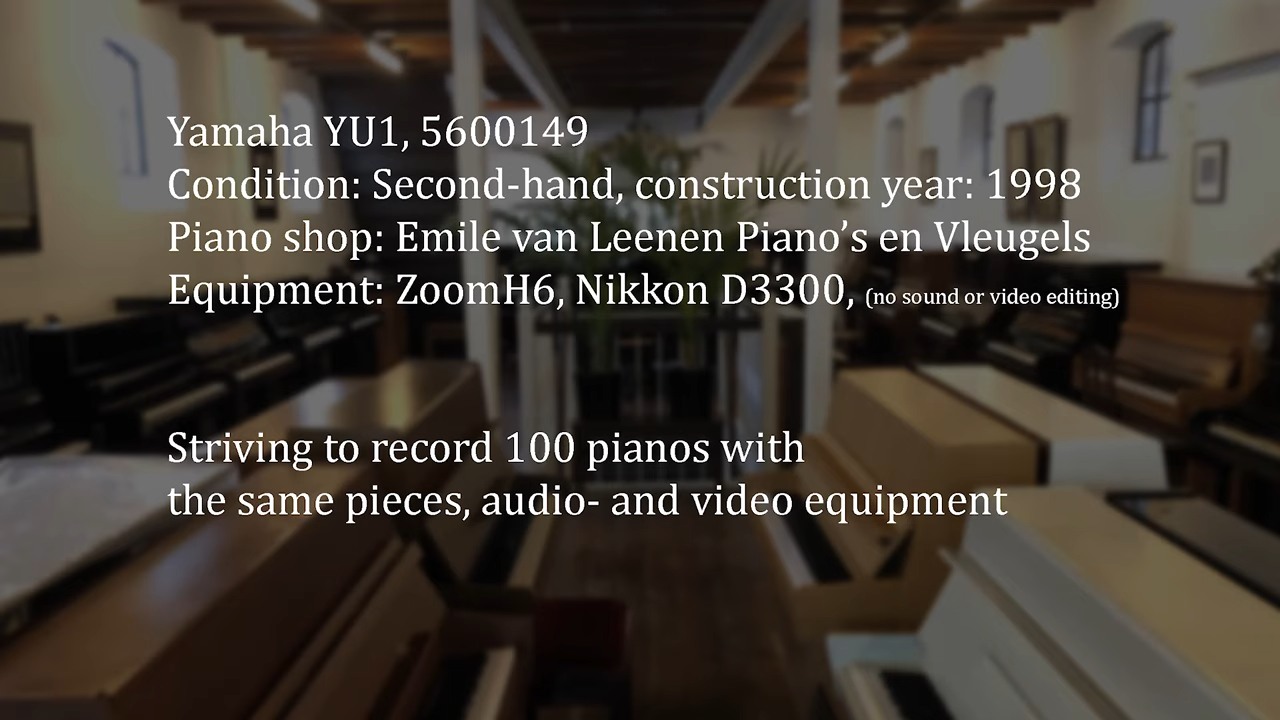 Yamaha YU1, 5600149
Condition: Second-hand, construction year: 1998
Piano shop: Emile van Leenen Piano’s en Vleugels
Equipment: ZoomH6, Nikkon D3300, (no sound or video editing)
Striving to record 100 pianos with
the same pieces, audio- and video equipment